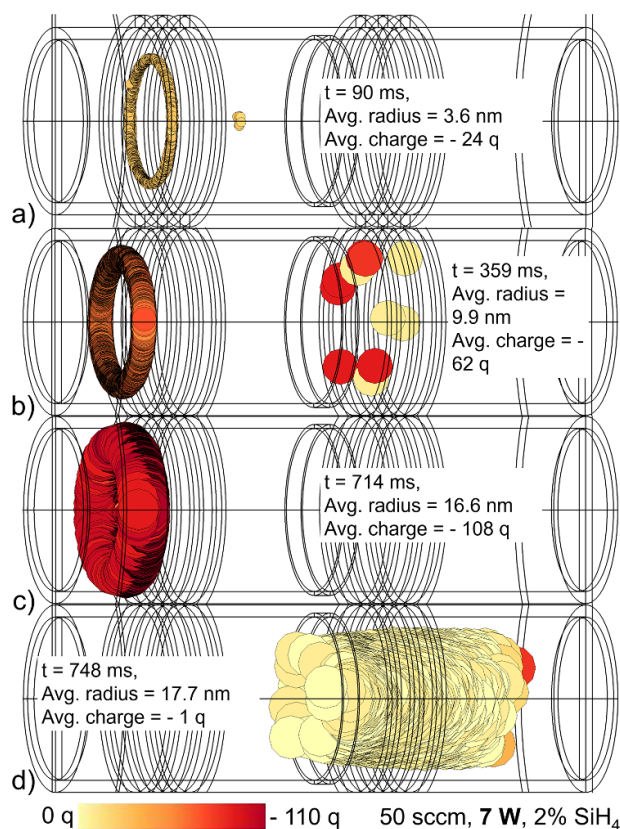 t = 90 ms,
Avg. radius = 3.6 nm
Avg. charge = - 24 q
a)
t = 359 ms,
Avg. radius =
9.9 nm
Avg. charge = -
62 q
b)
t = 714 ms,
Avg. radius = 16.6 nm
Avg. charge = - 108 q
c)
t = 748 ms,
Avg. radius = 17.7 nm
Avg. charge = - 1 q
d)
0 q - 110 q 50 sccm, 7 W, 2% SiH₄